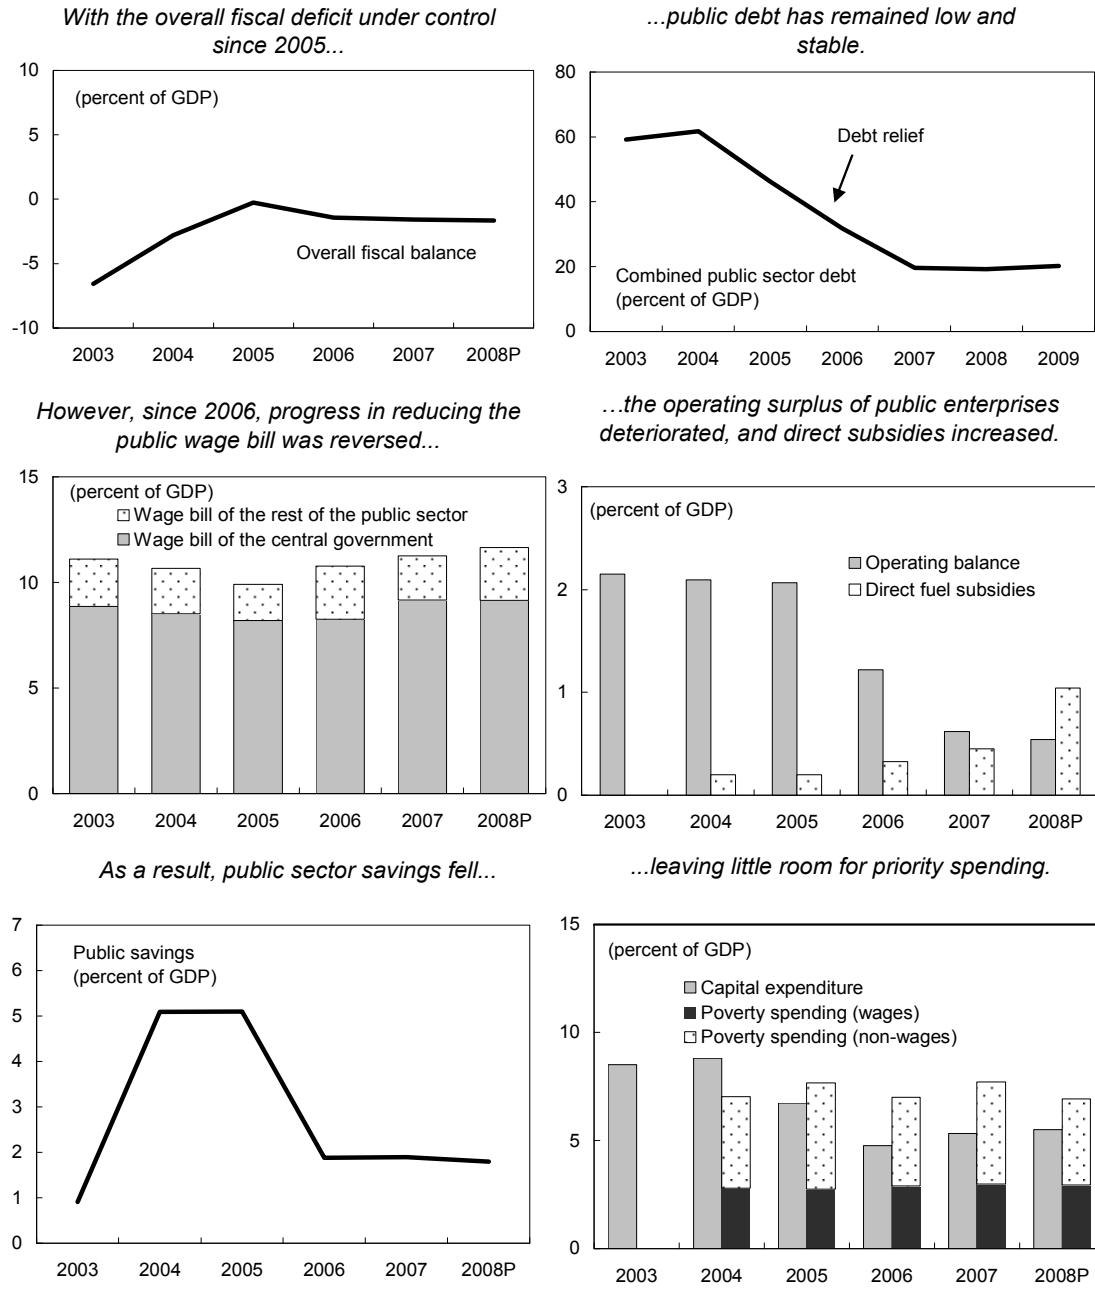 With the overall fiscal deficit under control
since 2005...
10
(percent of GDP)
5
0
Overall fiscal balance
-5
-10
2003 2004 2005 2006 2007 2008P
...public debt has remained low and
stable.
80
60
Debt relief
40
20
Combined public sector debt
(percent of GDP)
0
2003 2004 2005 2006 2007 2008 2009
However, since 2006, progress in reducing the
public wage bill was reversed...
15
(percent of GDP)
Wage bill of the rest of the public sector
Wage bill of the central government
10
5
0
2003 2004 2005 2006 2007 2008P
...the operating surplus of public enterprises
deteriorated, and direct subsidies increased.
3
(percent of GDP)
Operating balance
Direct fuel subsidies
2
1
0
2003 2004 2005 2006 2007 2008P
As a result, public sector savings fell...
7
Public savings
(percent of GDP)
6
5
4
3
2
1
0
2003 2004 2005 2006 2007 2008P
...leaving little room for priority spending.
15
(percent of GDP)
Capital expenditure
Poverty spending (wages)
Poverty spending (non-wages)
10
5
0
2003 2004 2005 2006 2007 2008P